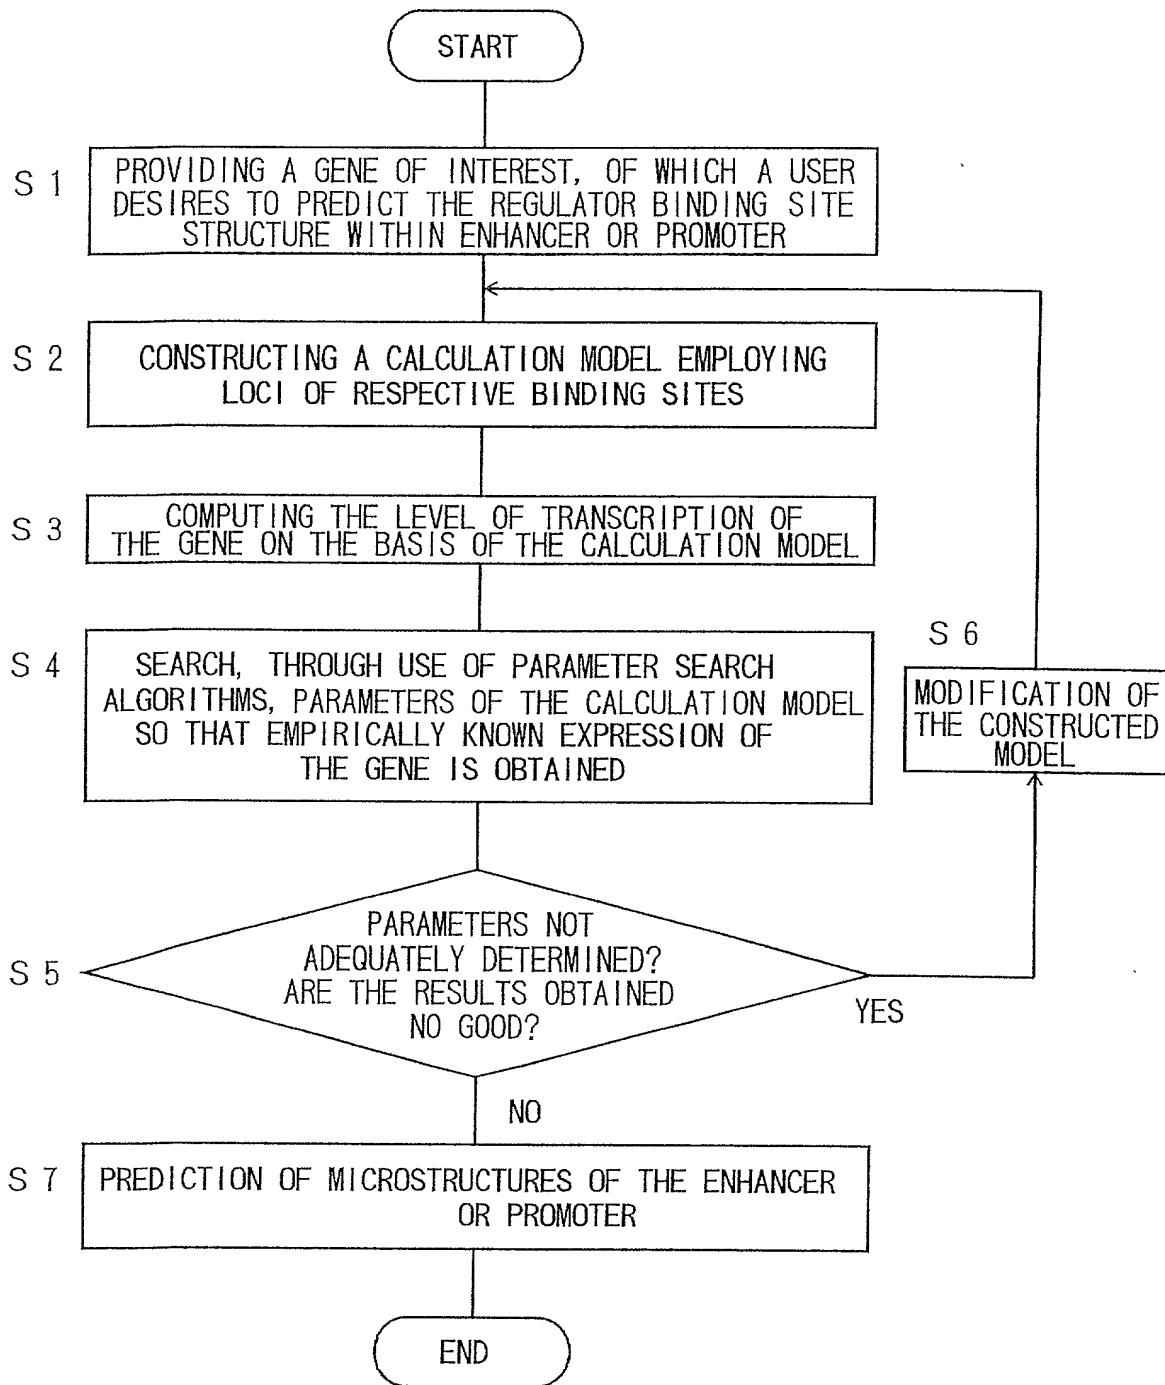 START
S 1
PROVIDING A GENE OF INTEREST, OF WHICH A USER
DESIRES TO PREDICT THE REGULATOR BINDING SITE
STRUCTURE WITHIN ENHANCER OR PROMOTER
S 2
CONSTRUCTING A CALCULATION MODEL EMPLOYING
LOCI OF RESPECTIVE BINDING SITES
S 3
COMPUTING THE LEVEL OF TRANSCRIPTION OF
THE GENE ON THE BASIS OF THE CALCULATION MODEL
S 4
SEARCH, THROUGH USE OF PARAMETER SEARCH
ALGORITHMS, PARAMETERS OF THE CALCULATION MODEL
SO THAT EMPIRICALLY KNOWN EXPRESSION OF
THE GENE IS OBTAINED
S 6
MODIFICATION OF
THE CONSTRUCTED
MODEL
S 5
PARAMETERS NOT
ADEQUATELY DETERMINED?
ARE THE RESULTS OBTAINED
NO GOOD?
YES
NO
S 7
PREDICTION OF MICROSTRUCTURES OF THE ENHANCER
OR PROMOTER
END